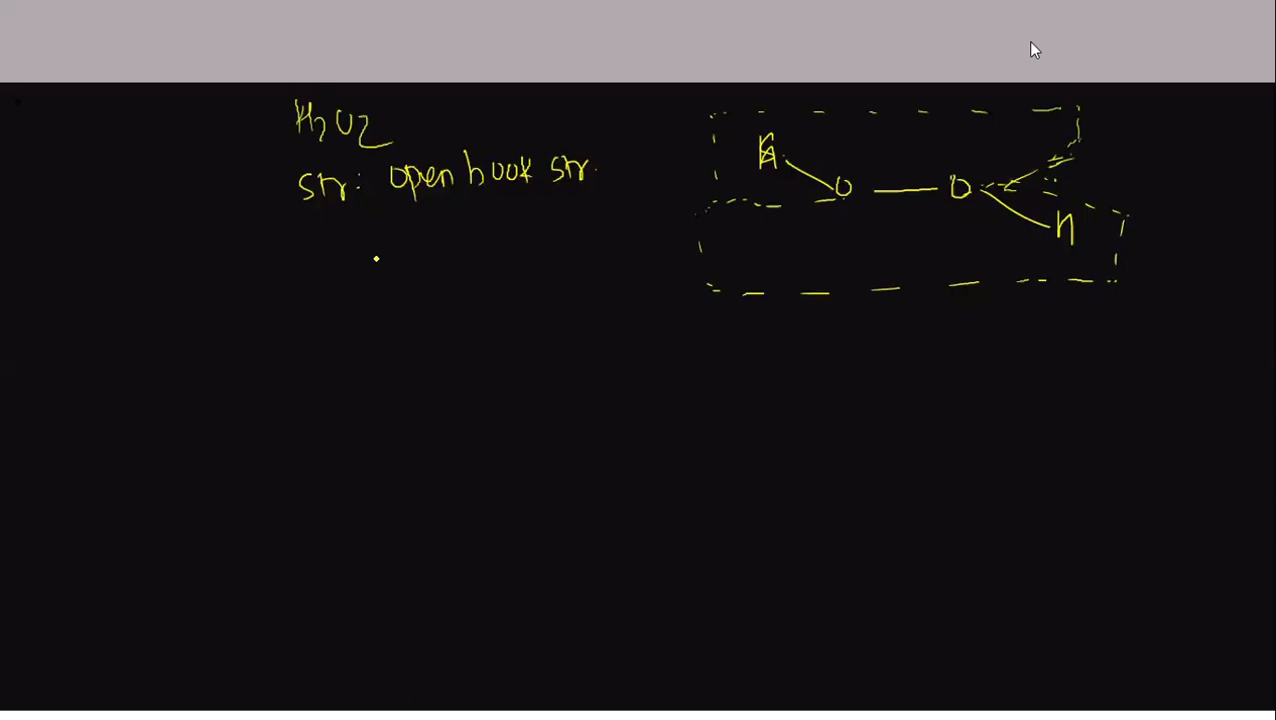 H2O2
str: open book str.
H
O — O
H